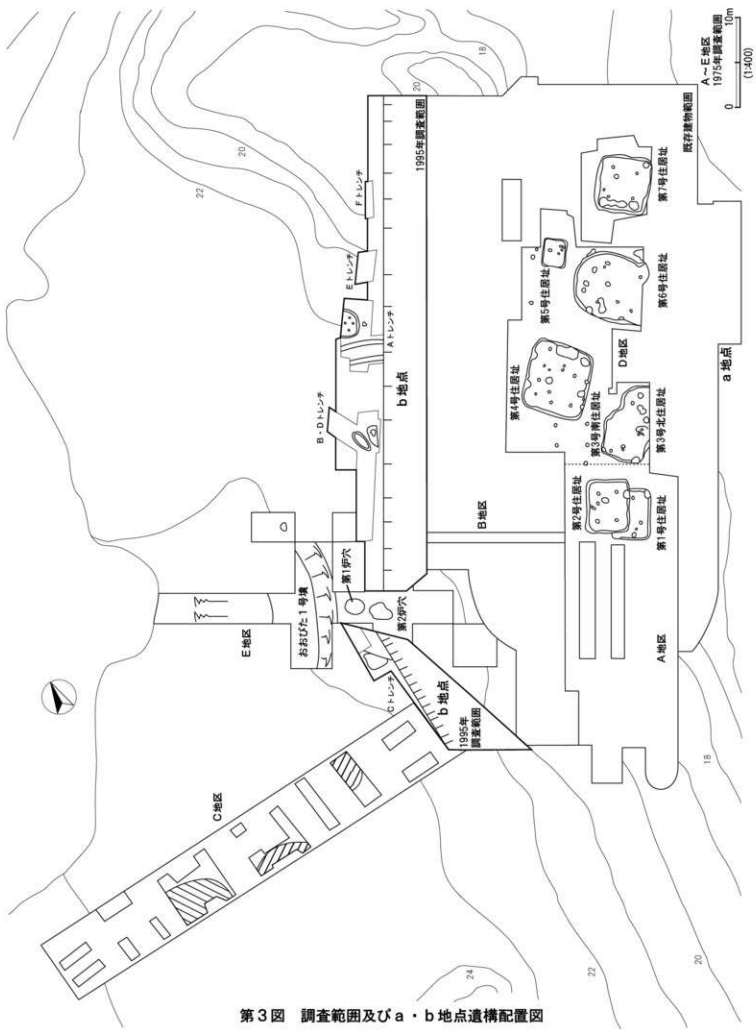 A～E地区
1975年調査範囲
0 10m
(1:400)
既存建物範囲
18
20
20
22
1995年調査範囲
Fトレンチ
Eトレンチ
D
Aトレンチ
b地点
B・Dトレンチ
第7号住居址
第6号住居址
第5号住居址
第4号住居址
D地区
第3号南住居址
第3号北住居址
a地点
第2号住居址
第1号住居址
B地区
A地区
第1炉穴
第2炉穴
おおびた1号墳
E地区
Cトレンチ
b地点
1995年
調査範囲
C地区
18
20
22
24
第3図 調査範囲及びa・b地点遺構配置図